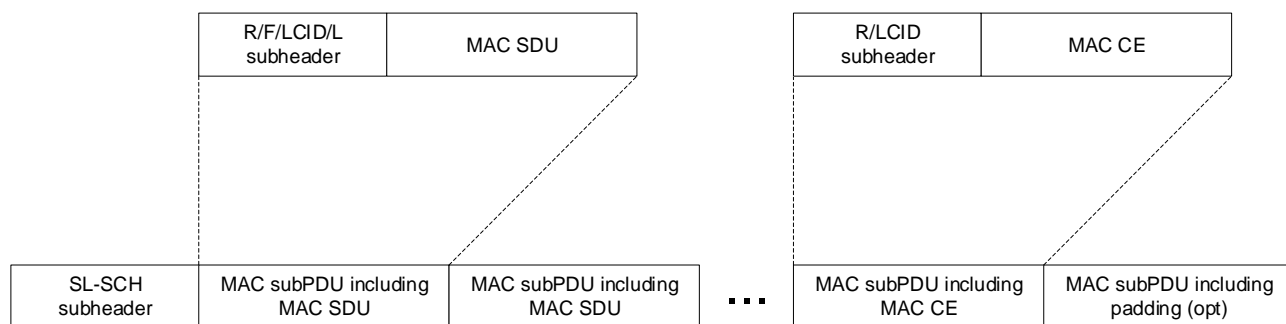 R/F/LCID/L
subheader
MAC SDU
R/LCID
subheader
MAC CE
SL-SCH
subheader
MAC subPDU including
MAC SDU
MAC subPDU including
MAC SDU
...
MAC subPDU including
MAC CE
MAC subPDU including
padding (opt)